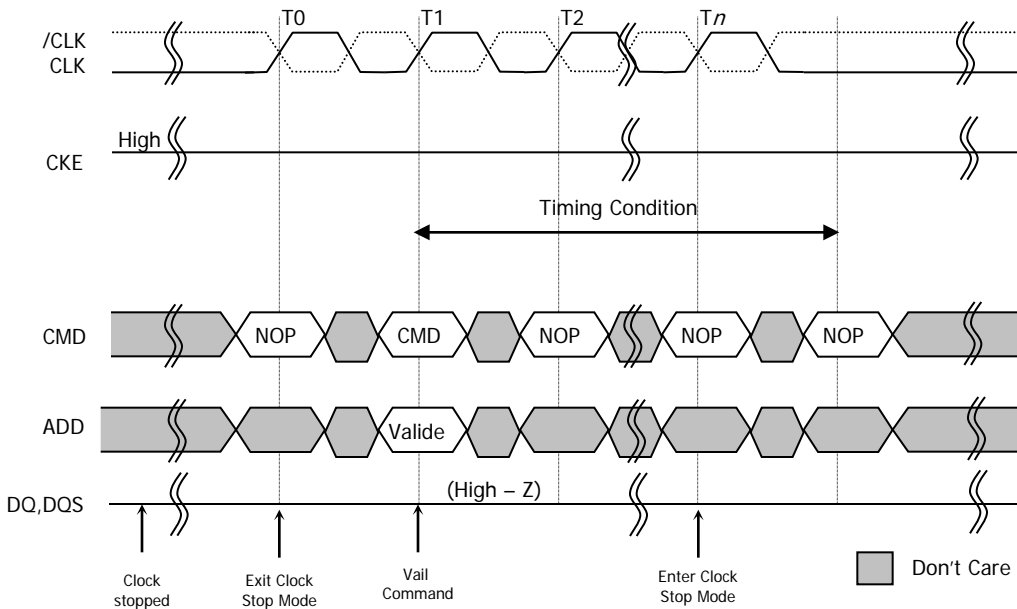 T0 T1 T2 Tn
/CLK
CLK
High
CKE
Timing Condition
CMD NOP CMD NOP NOP NOP
ADD Valide
(High – Z)
DQ,DQS
Clock
stopped
Exit Clock
Stop Mode
Vail
Command
Enter Clock
Stop Mode
Don't Care